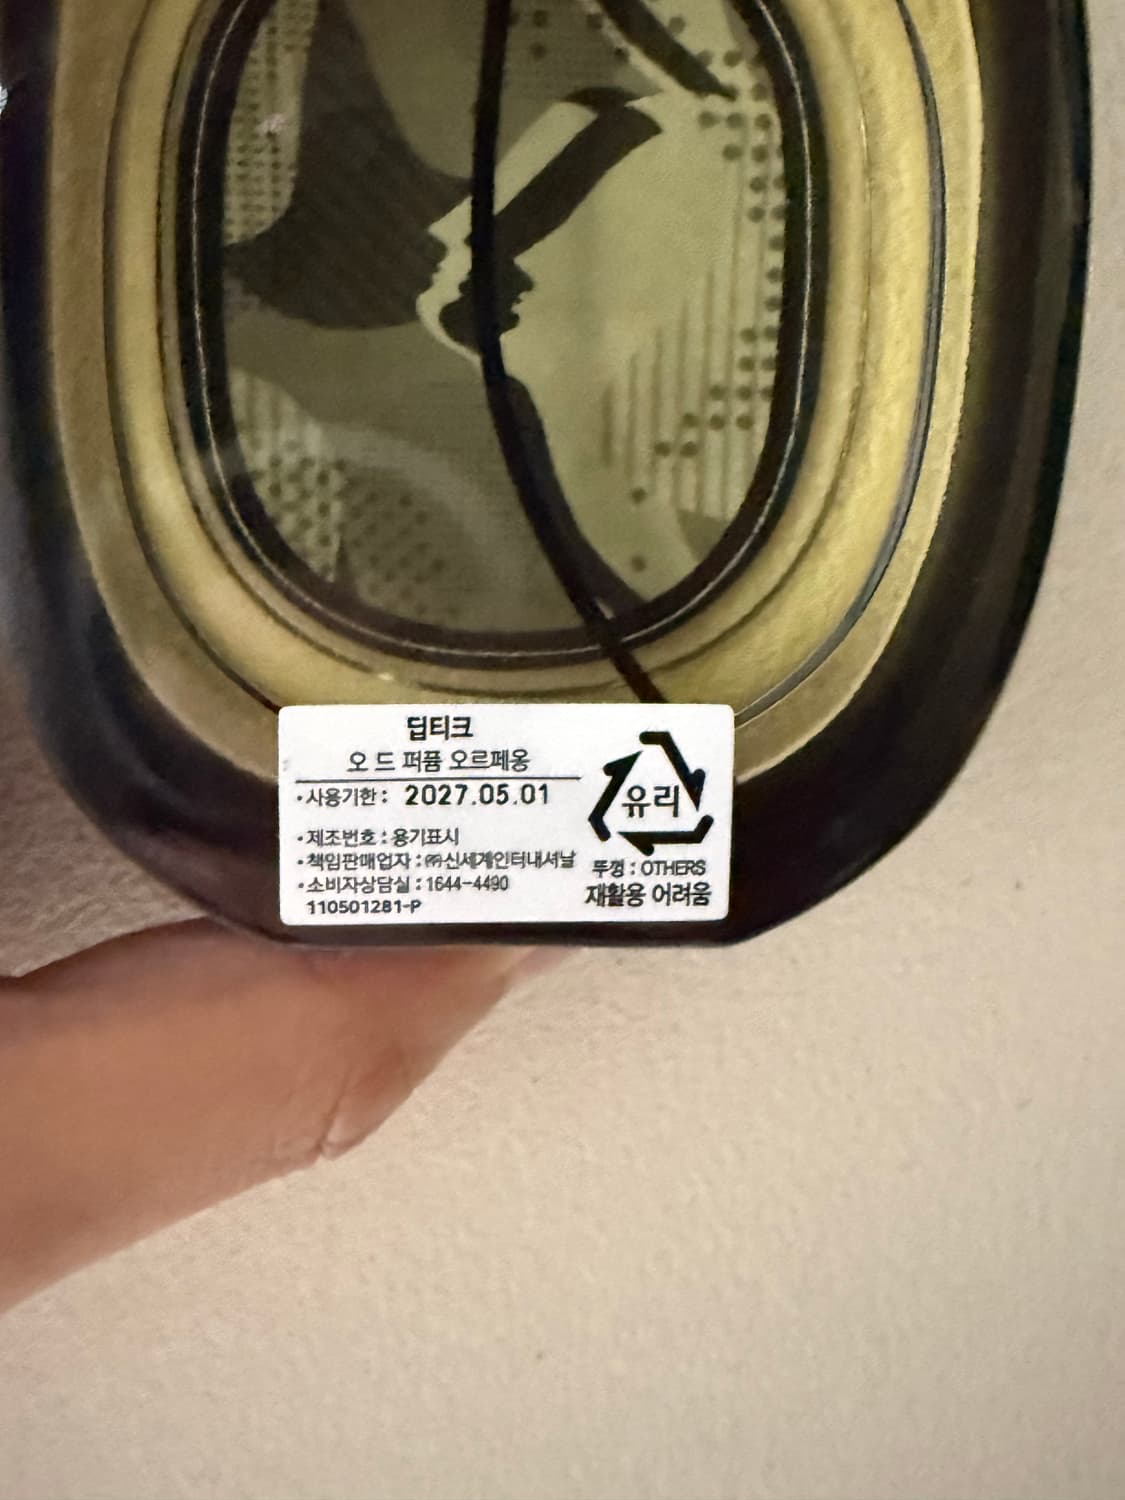 딥티크
오 드 퍼퓸 오르페옹
•사용기한 : 2027.05.01
•제조번호 : 용기표시
•책임판매업자 : ㈜신세계인터내셔날
•소비자상담실 : 1644-4490
110501281-P
유리
뚜껑 : OTHERS
재활용 어려움